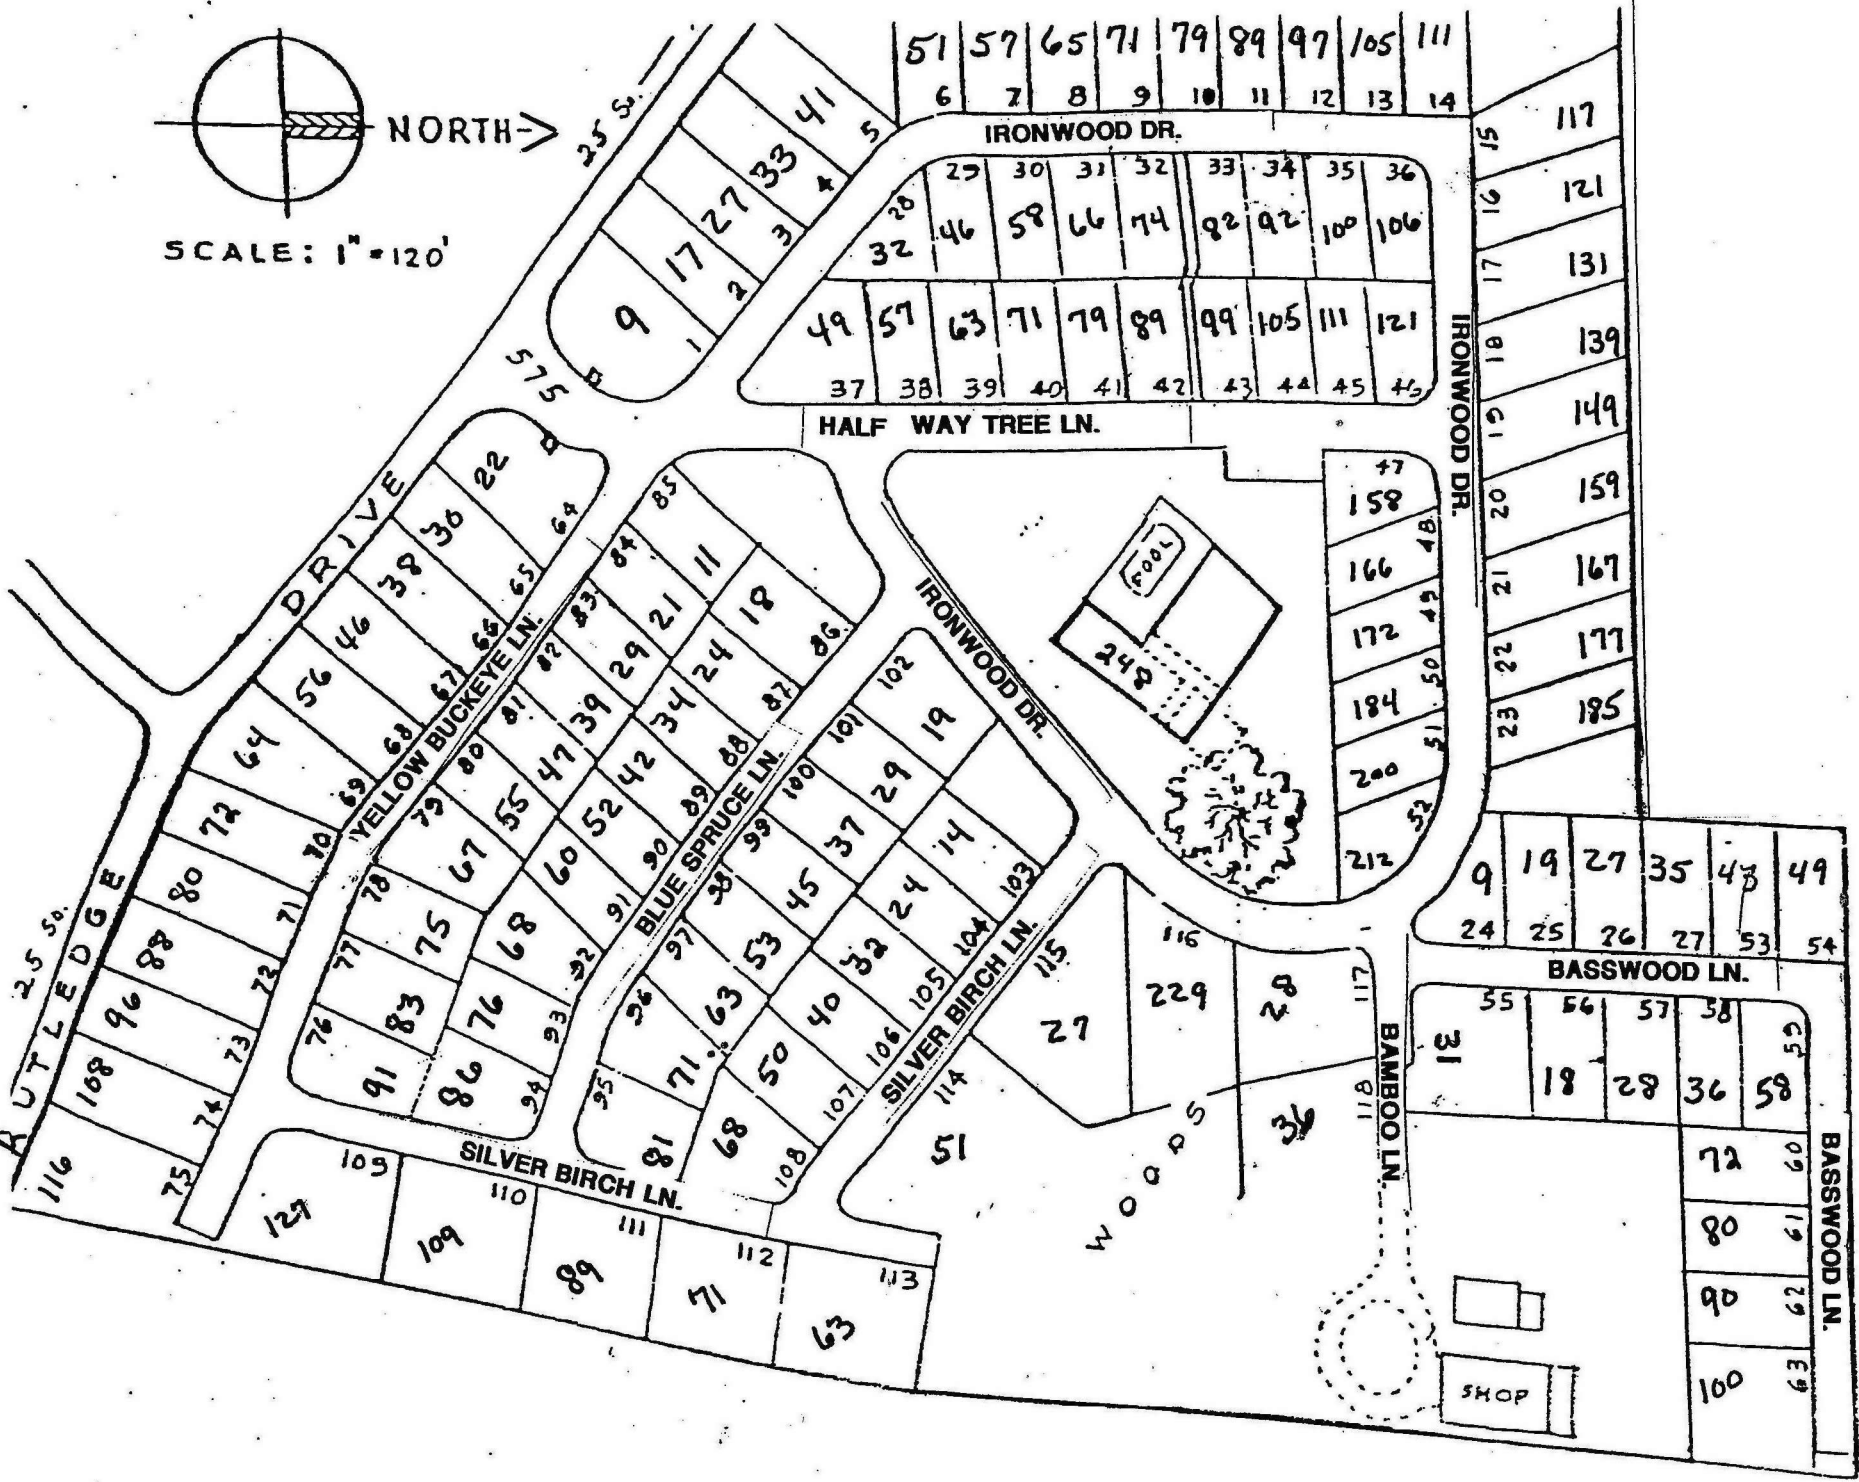 NORTH->
SCALE: 1"=120'
25 So.
575
DRIVE
25 So.
RUTLEDGE
51 57 65 71 79 89 97 105 111
6 7 8 9 10 11 12 13 14
IRONWOOD DR.
41 5
33 4
27 3
17 2
9 1
28 29 30 31 32 33 34 35 36
32 46 58 66 74 82 92 100 106
49 57 63 71 79 89 99 105 111 121
37 38 39 40 41 42 43 44 45 46
HALF WAY TREE LN.
IRONWOOD DR.
15 117
16 121
17 131
18 139
19 149
20 159
21 167
22 177
23 185
47 158
48 166
49 172
50 184
51 200
52 212
POOL
248
IRONWOOD DR.
22 64
30 65
38 66
46 67
56 68
64 69
72 70
80 71
88 72
96 73
108 74
116 75
YELLOW BUCKEYE LN.
85
84 11
83 21
82 29
81 39
80 47
79 55
67
78 75
77 83
76 91
18 86
24 87
34 88
42 89
52 90
60 91
68 92
76 93
86 94
BLUE SPRUCE LN.
102 19
101 29
100 37
99 45
98 53
97 63
96 71
95 81
14 103
24 104
32 105
40 106
50 107
68 108
SILVER BIRCH LN.
115 27
114 51
116 229
117 28
118 36
WOODS
SILVER BIRCH LN.
109 110 111 112 113
127 109 89 71 63
9 19 27 35 43 49
24 25 26 27 53 54
BASSWOOD LN.
55 56 57 58 59
31 18 28 36 58
BAMBOO LN.
72 60
80 61
90 62
100 63
BASSWOOD LN.
SHOP